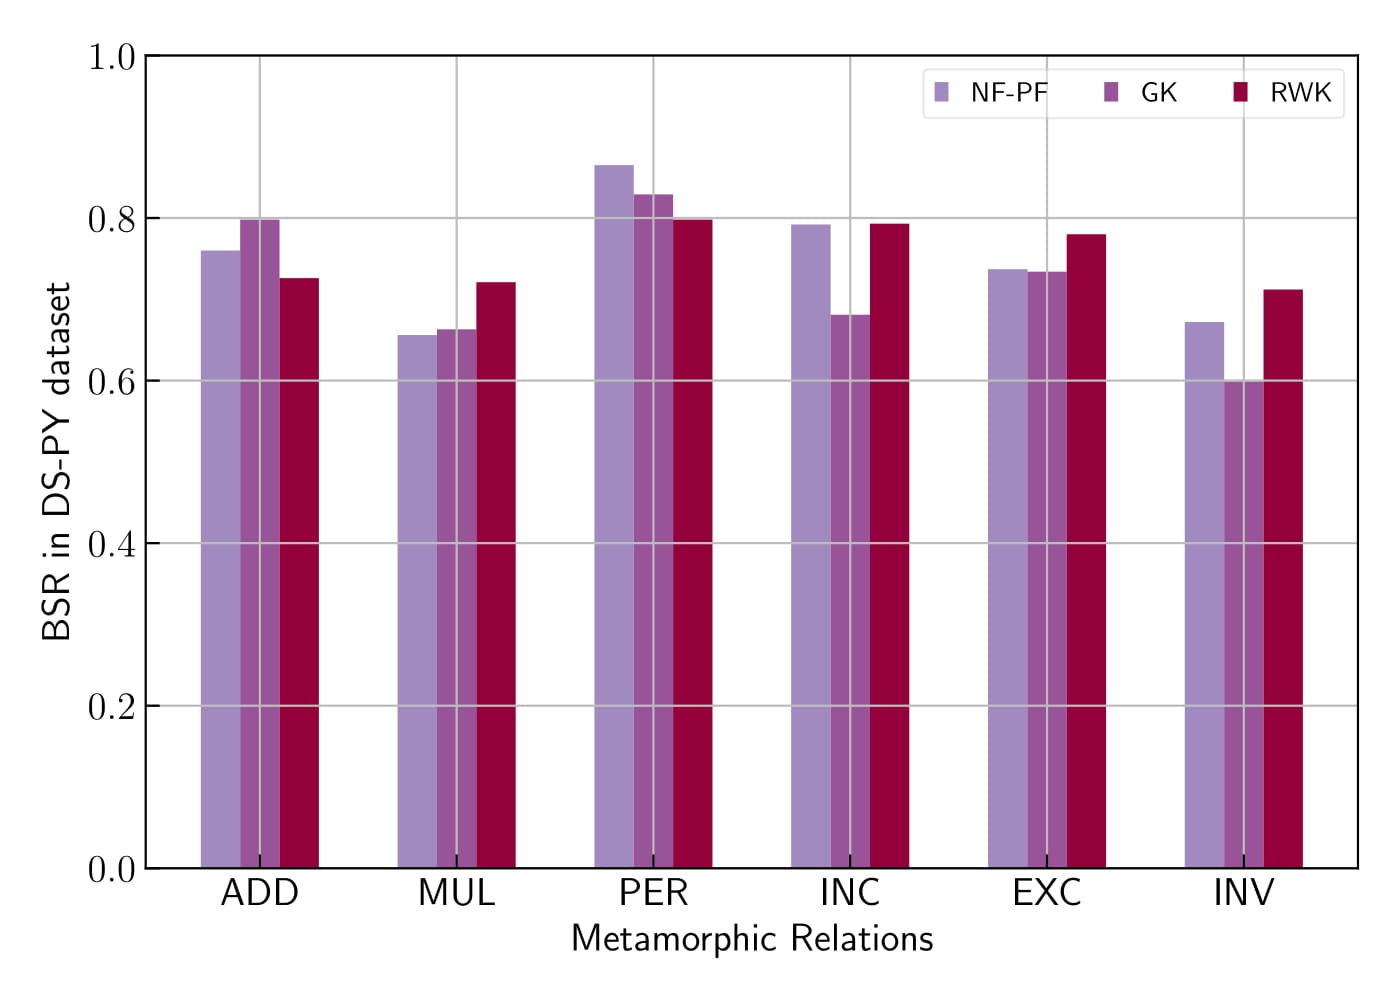 1.0
NF-PF GK RWK
0.8
0.6
0.4
0.2
0.0
BSR in DS-PY dataset
ADD MUL PER INC EXC INV
Metamorphic Relations